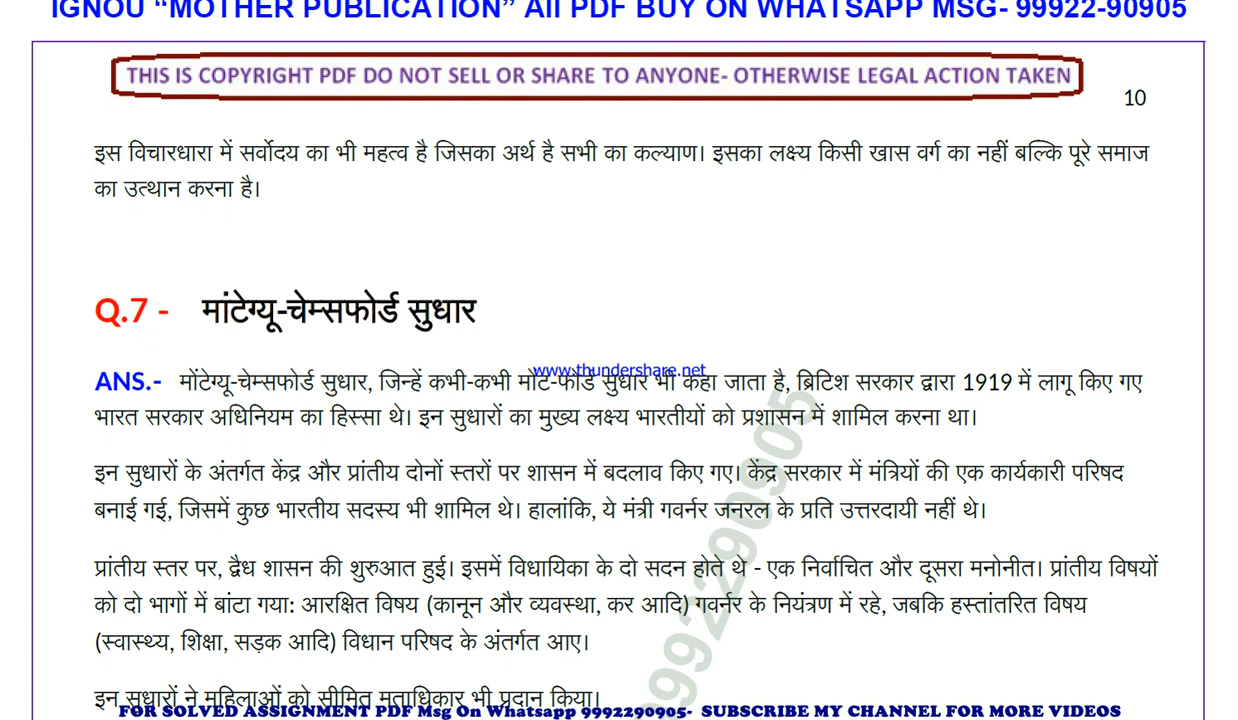 IGNOU “MOTHER PUBLICATION” All PDF BUY ON WHATSAPP MSG- 99922-90905
THIS IS COPYRIGHT PDF DO NOT SELL OR SHARE TO ANYONE- OTHERWISE LEGAL ACTION TAKEN
10
इस विचारधारा में सर्वोदय का भी महत्व है जिसका अर्थ है सभी का कल्याण। इसका लक्ष्य किसी खास वर्ग का नहीं बल्कि पूरे समाज
का उत्थान करना है।
Q.7 - मांटेग्यू-चेम्सफोर्ड सुधार
www.thundershare.net
ANS.- मोंटेग्यू-चेम्सफोर्ड सुधार, जिन्हें कभी-कभी मोंट-फोर्ड सुधार भी कहा जाता है, ब्रिटिश सरकार द्वारा 1919 में लागू किए गए
भारत सरकार अधिनियम का हिस्सा थे। इन सुधारों का मुख्य लक्ष्य भारतीयों को प्रशासन में शामिल करना था।
इन सुधारों के अंतर्गत केंद्र और प्रांतीय दोनों स्तरों पर शासन में बदलाव किए गए। केंद्र सरकार में मंत्रियों की एक कार्यकारी परिषद
बनाई गई, जिसमें कुछ भारतीय सदस्य भी शामिल थे। हालांकि, ये मंत्री गवर्नर जनरल के प्रति उत्तरदायी नहीं थे।
प्रांतीय स्तर पर, द्वैध शासन की शुरुआत हुई। इसमें विधायिका के दो सदन होते थे - एक निर्वाचित और दूसरा मनोनीत। प्रांतीय विषयों
को दो भागों में बांटा गया: आरक्षित विषय (कानून और व्यवस्था, कर आदि) गवर्नर के नियंत्रण में रहे, जबकि हस्तांतरित विषय
(स्वास्थ्य, शिक्षा, सड़क आदि) विधान परिषद के अंतर्गत आए।
इन सुधारों ने महिलाओं को सीमित मताधिकार भी प्रदान किया।
9992290905
FOR SOLVED ASSIGNMENT PDF Msg On Whatsapp 9992290905- SUBSCRIBE MY CHANNEL FOR MORE VIDEOS